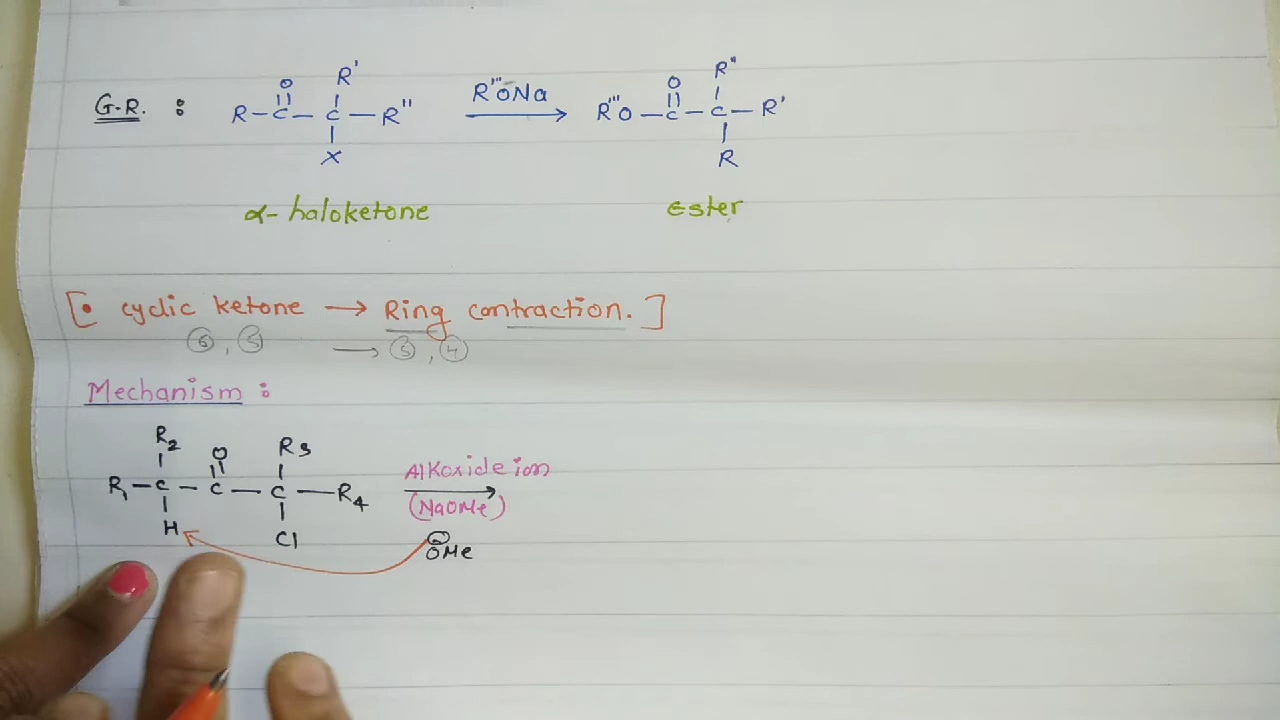 G.R. : R-C(=O)-C(R')(X)-R'' R'''ONa → R'''O-C(=O)-C(R'')(R)-R'
α-haloketone Ester
[• cyclic ketone → Ring contraction.]
⑥, ⑤ → ⑤, ④
Mechanism :
R₁-C(R₂)(H)-C(=O)-C(R₃)(Cl)-R₄ Alkoxide ion
(NaOMe)
⊖OMe